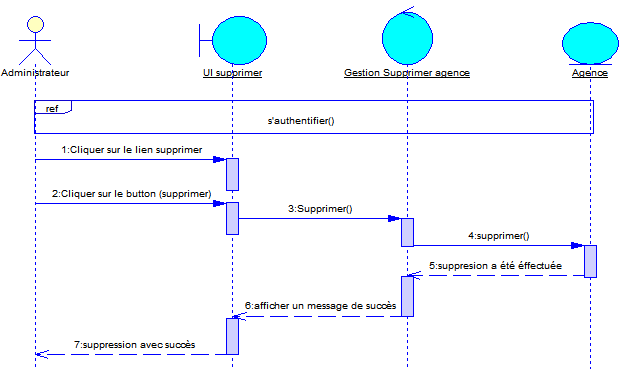 Administrateur
UI supprimer
Gestion Supprimer agence
Agence
ref
s'authentifier()
1:Cliquer sur le lien supprimer
2:Cliquer sur le button (supprimer)
3:Supprimer()
4:supprimer()
5:suppresion a été éffectuée
6:afficher un message de succès
7:suppression avec succès